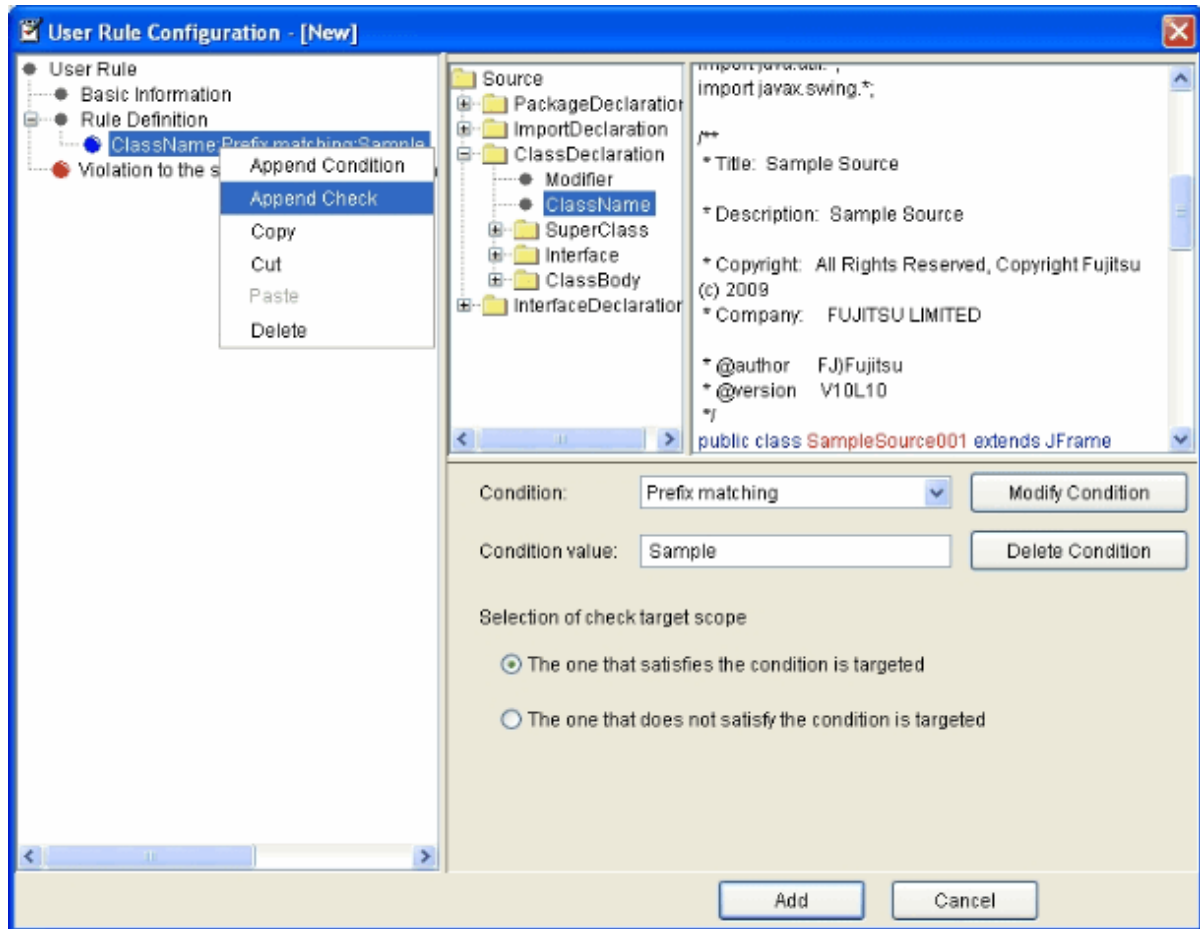 User Rule Configuration - [New]
User Rule
Basic Information
Rule Definition
ClassName:Prefix matching:Sample
Violation to the s
Append Condition
Append Check
Copy
Cut
Paste
Delete
Source
PackageDeclaration
ImportDeclaration
ClassDeclaration
Modifier
ClassName
SuperClass
Interface
ClassBody
InterfaceDeclaration
import java.util.*;
import javax.swing.*;
/**
* Title: Sample Source
* Description: Sample Source
* Copyright: All Rights Reserved, Copyright Fujitsu
(c) 2009
* Company: FUJITSU LIMITED
* @author FJ)Fujitsu
* @version V10L10
*/
public class SampleSource001 extends JFrame
Condition:
Prefix matching
Modify Condition
Condition value:
Sample
Delete Condition
Selection of check target scope
The one that satisfies the condition is targeted
The one that does not satisfy the condition is targeted
Add
Cancel